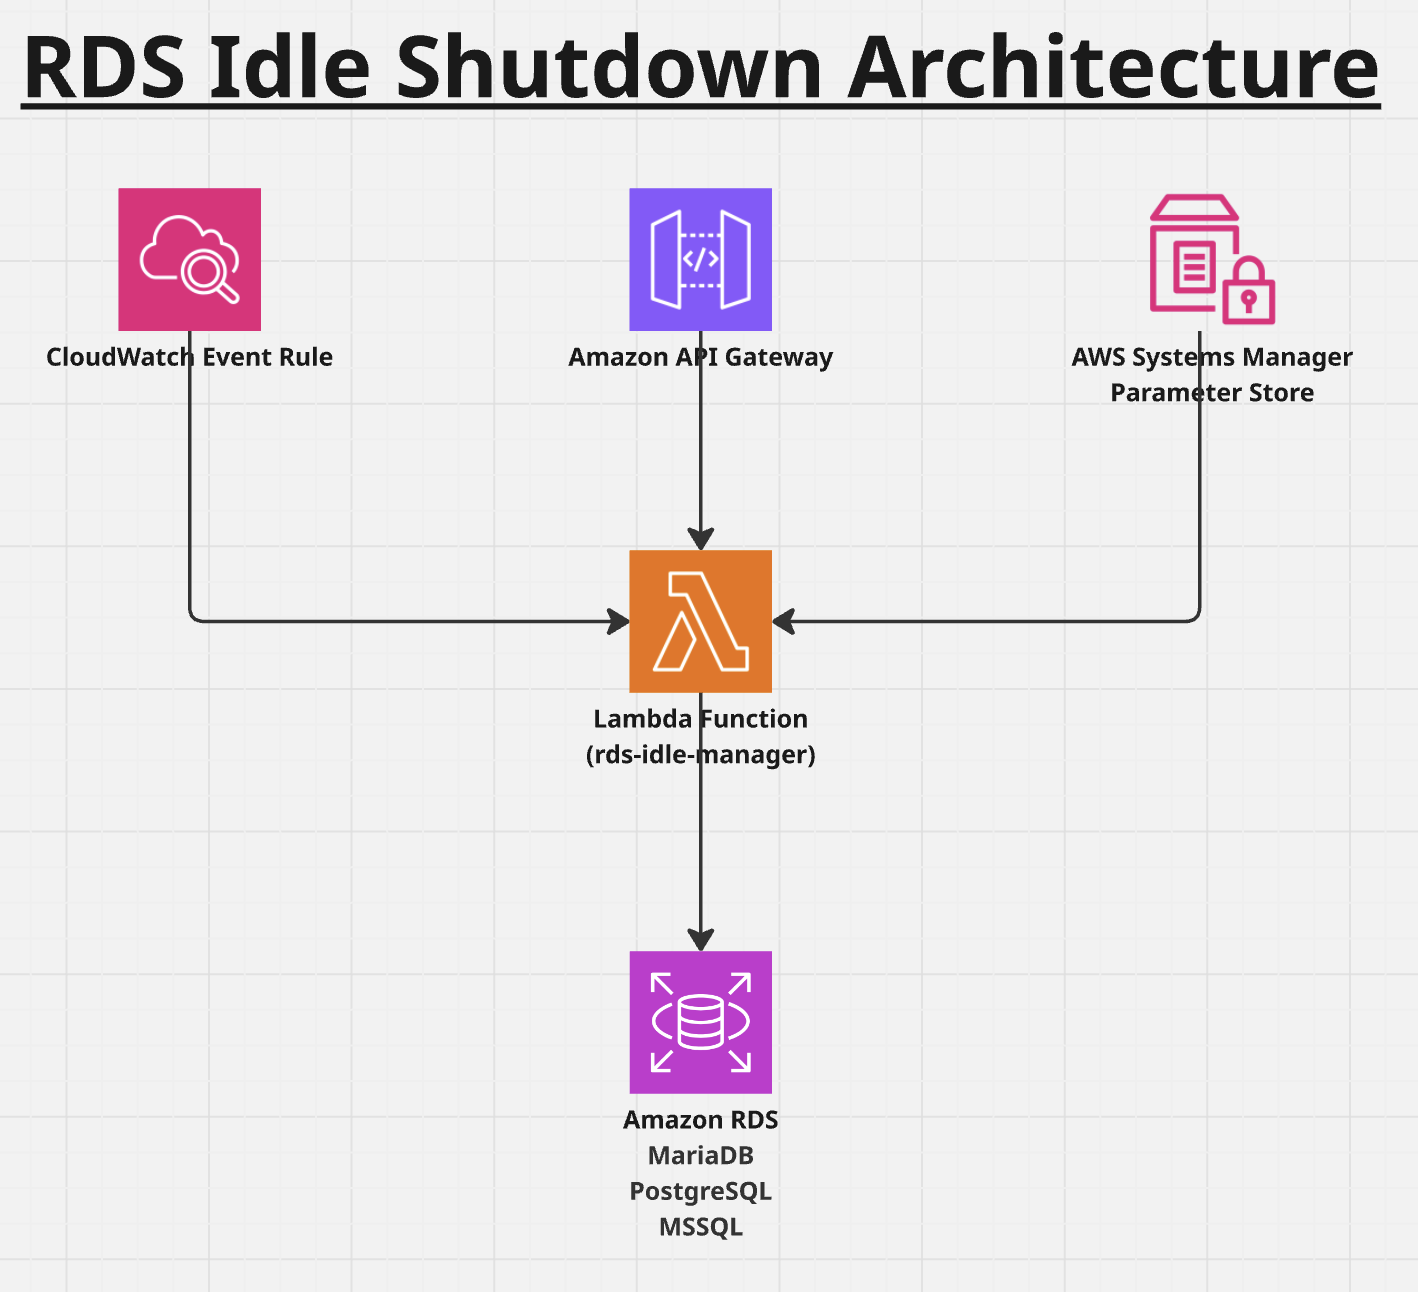 RDS Idle Shutdown Architecture
CloudWatch Event Rule
Amazon API Gateway
AWS Systems Manager
Parameter Store
Lambda Function
(rds-idle-manager)
Amazon RDS
MariaDB
PostgreSQL
MSSQL